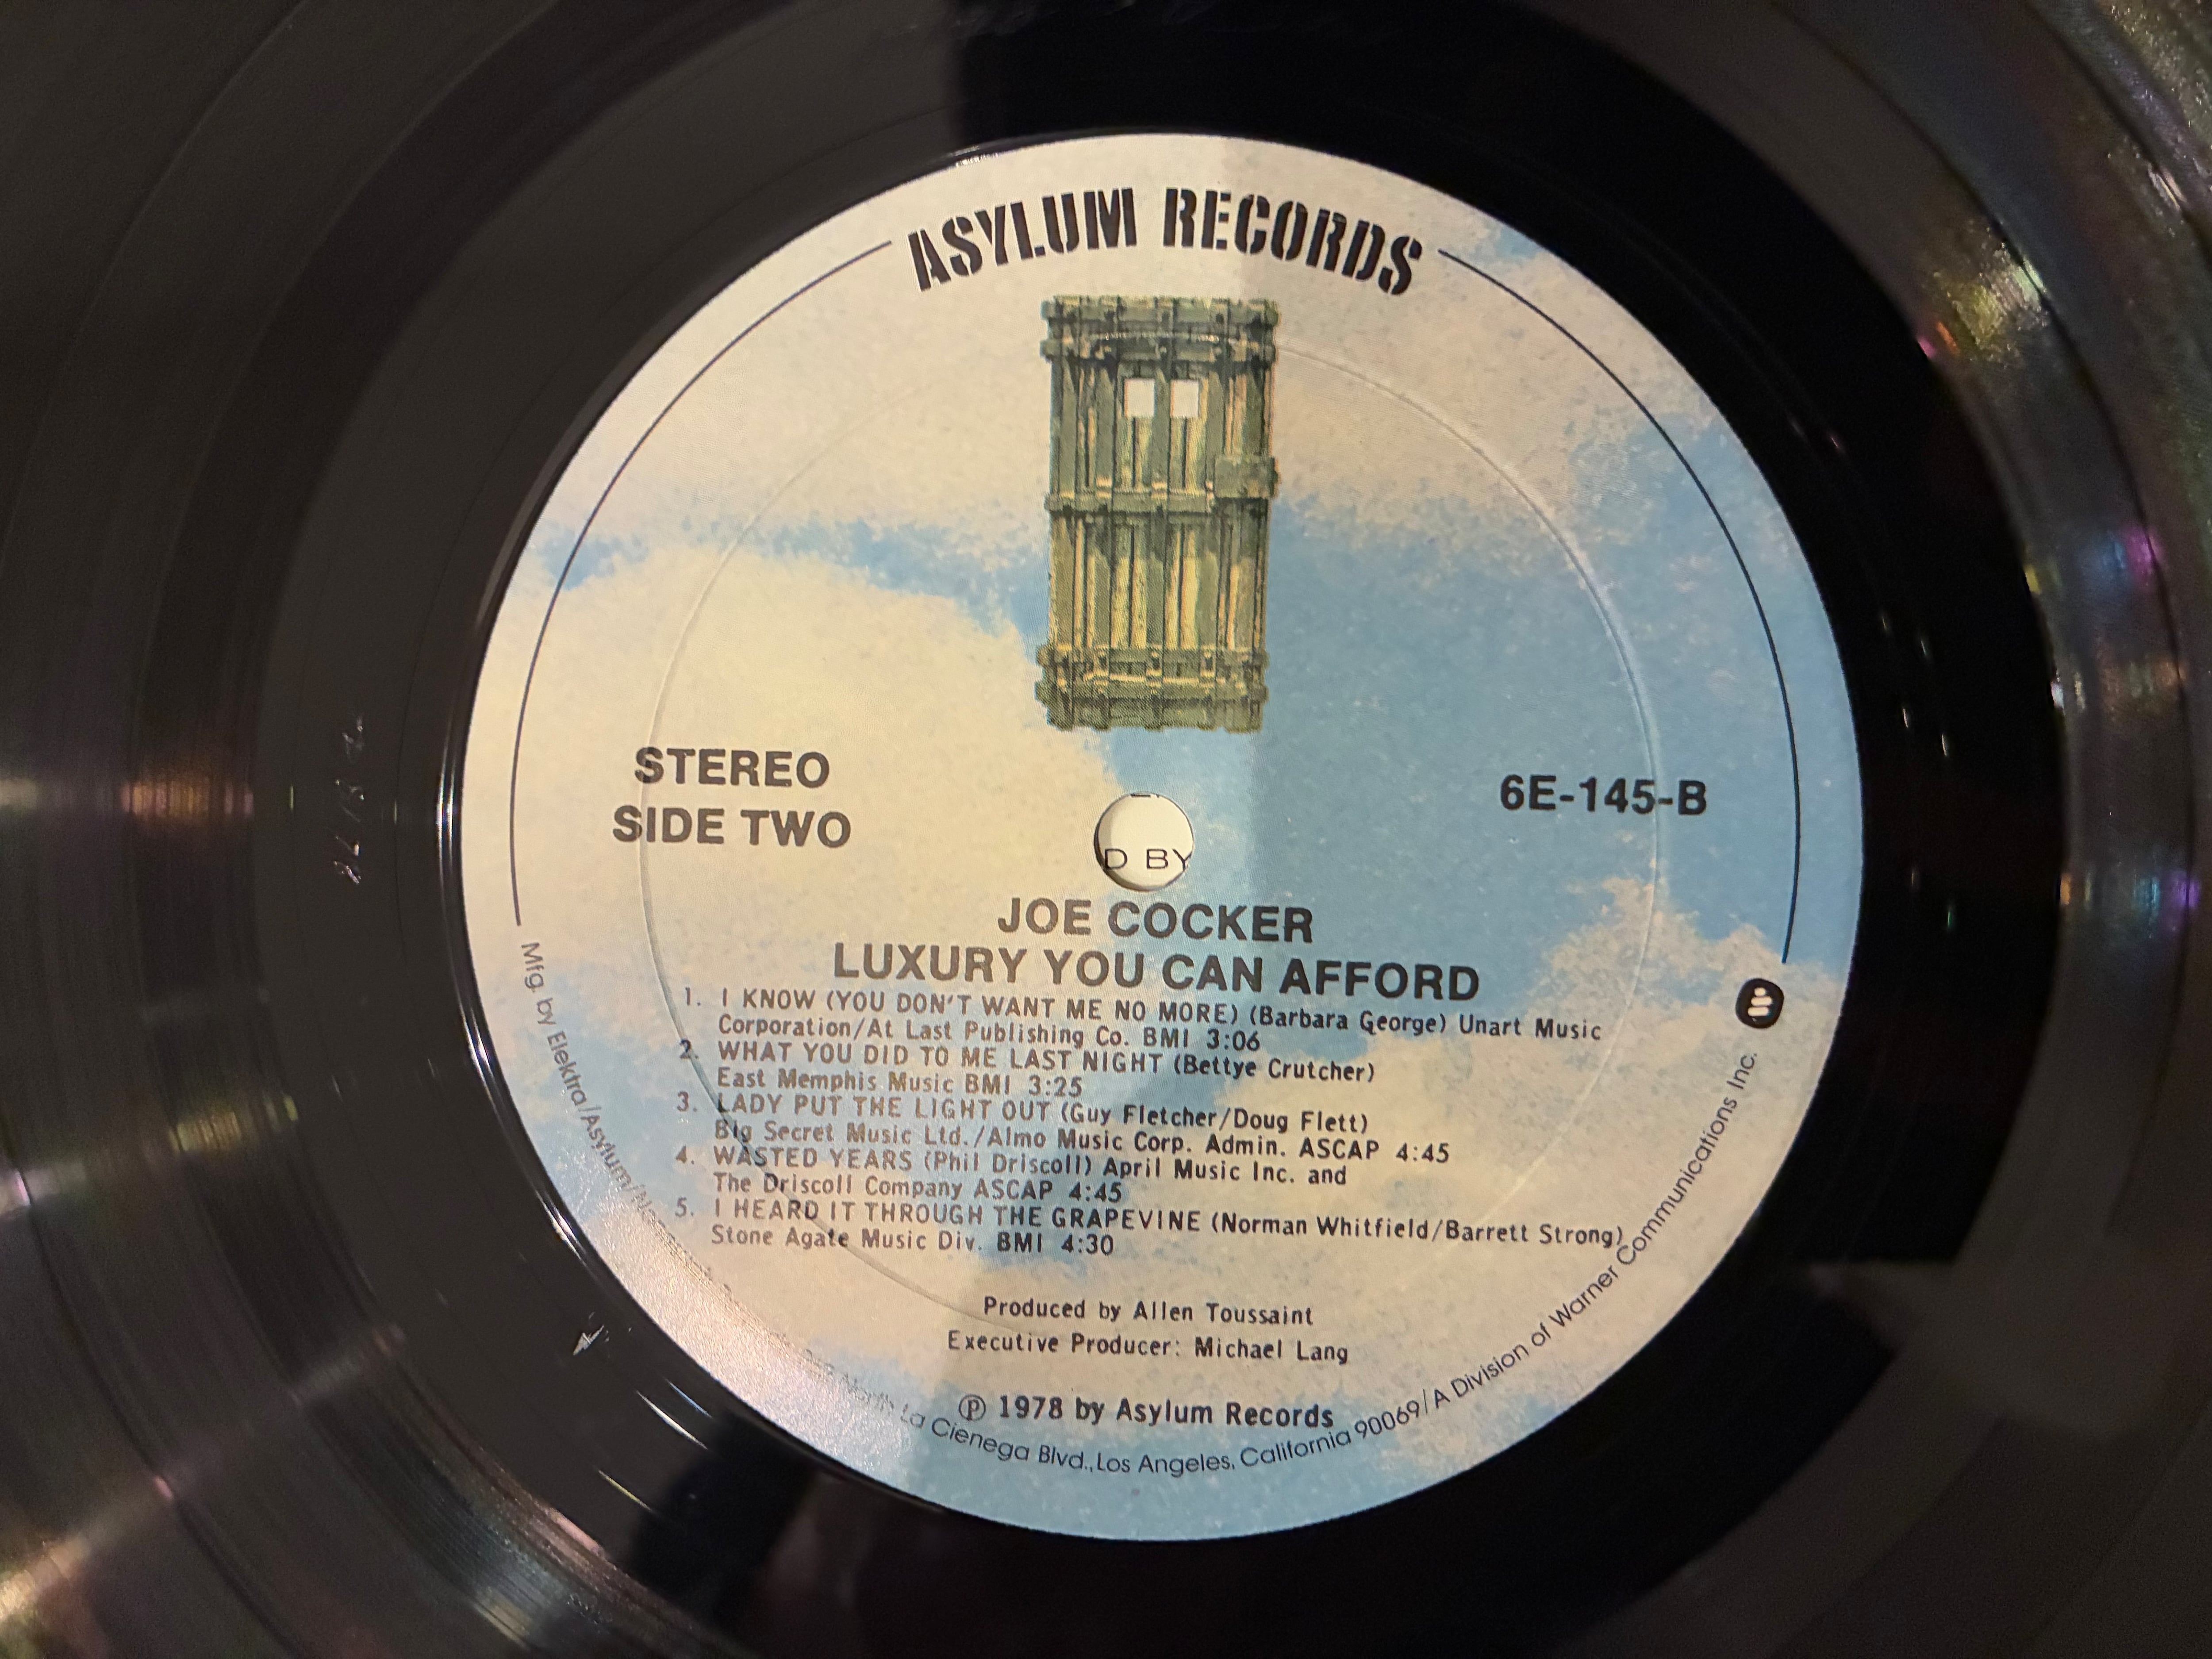 ASYLUM RECORDS
STEREO
SIDE TWO
6E-145-B
D BY
JOE COCKER
LUXURY YOU CAN AFFORD
1. I KNOW (YOU DON'T WANT ME NO MORE) (Barbara George) Unart Music
Corporation/At Last Publishing Co. BMI 3:06
2. WHAT YOU DID TO ME LAST NIGHT (Bettye Crutcher)
East Memphis Music BMI 3:25
3. LADY PUT THE LIGHT OUT (Guy Fletcher/Doug Flett)
Big Secret Music Ltd./Almo Music Corp. Admin. ASCAP 4:45
4. WASTED YEARS (Phil Driscoll) April Music Inc. and
The Driscoll Company ASCAP 4:45
5. I HEARD IT THROUGH THE GRAPEVINE (Norman Whitfield/Barrett Strong)
Stone Agate Music Div. BMI 4:30
Produced by Allen Toussaint
Executive Producer: Michael Lang
℗ 1978 by Asylum Records
Mfg. by Elektra/Asylum/ North La Cienega Blvd., Los Angeles, California 90069/A Division of Warner Communications Inc.